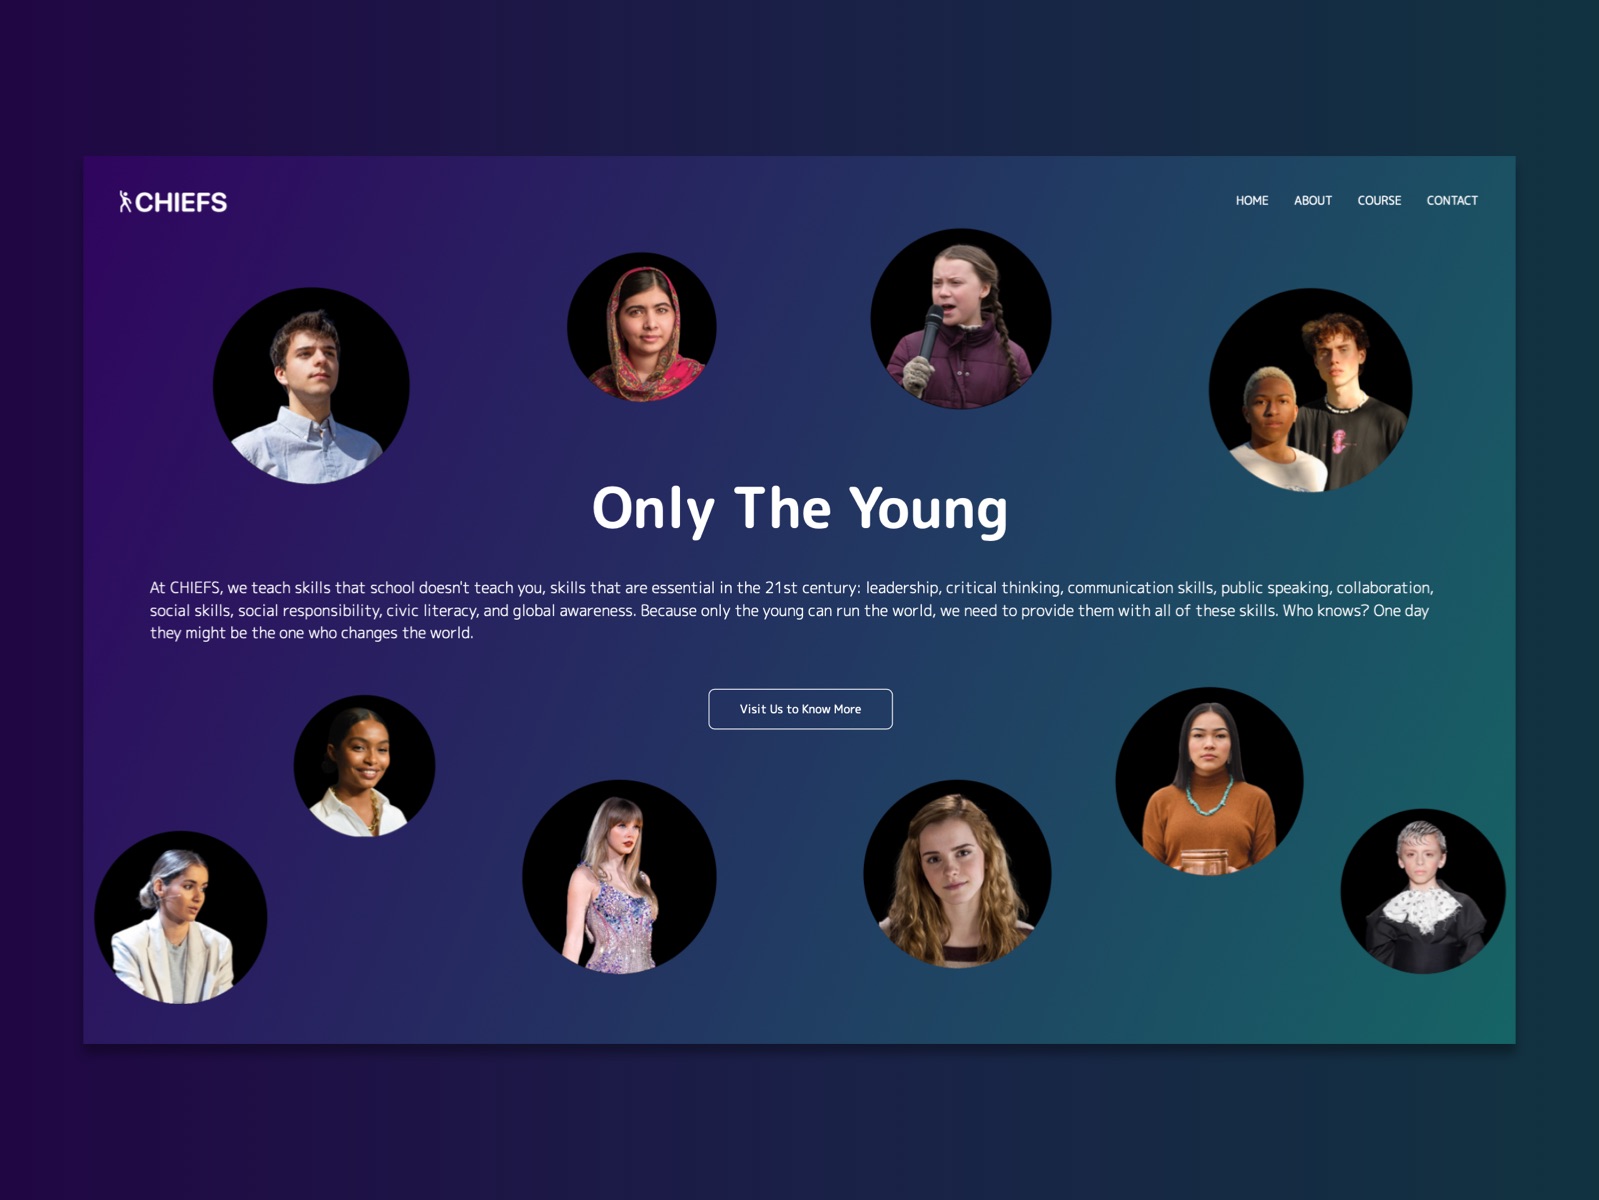 CHIEFS
HOME ABOUT COURSE CONTACT
Only The Young
At CHIEFS, we teach skills that school doesn't teach you, skills that are essential in the 21st century: leadership, critical thinking, communication skills, public speaking, collaboration,
social skills, social responsibility, civic literacy, and global awareness. Because only the young can run the world, we need to provide them with all of these skills. Who knows? One day
they might be the one who changes the world.
Visit Us to Know More